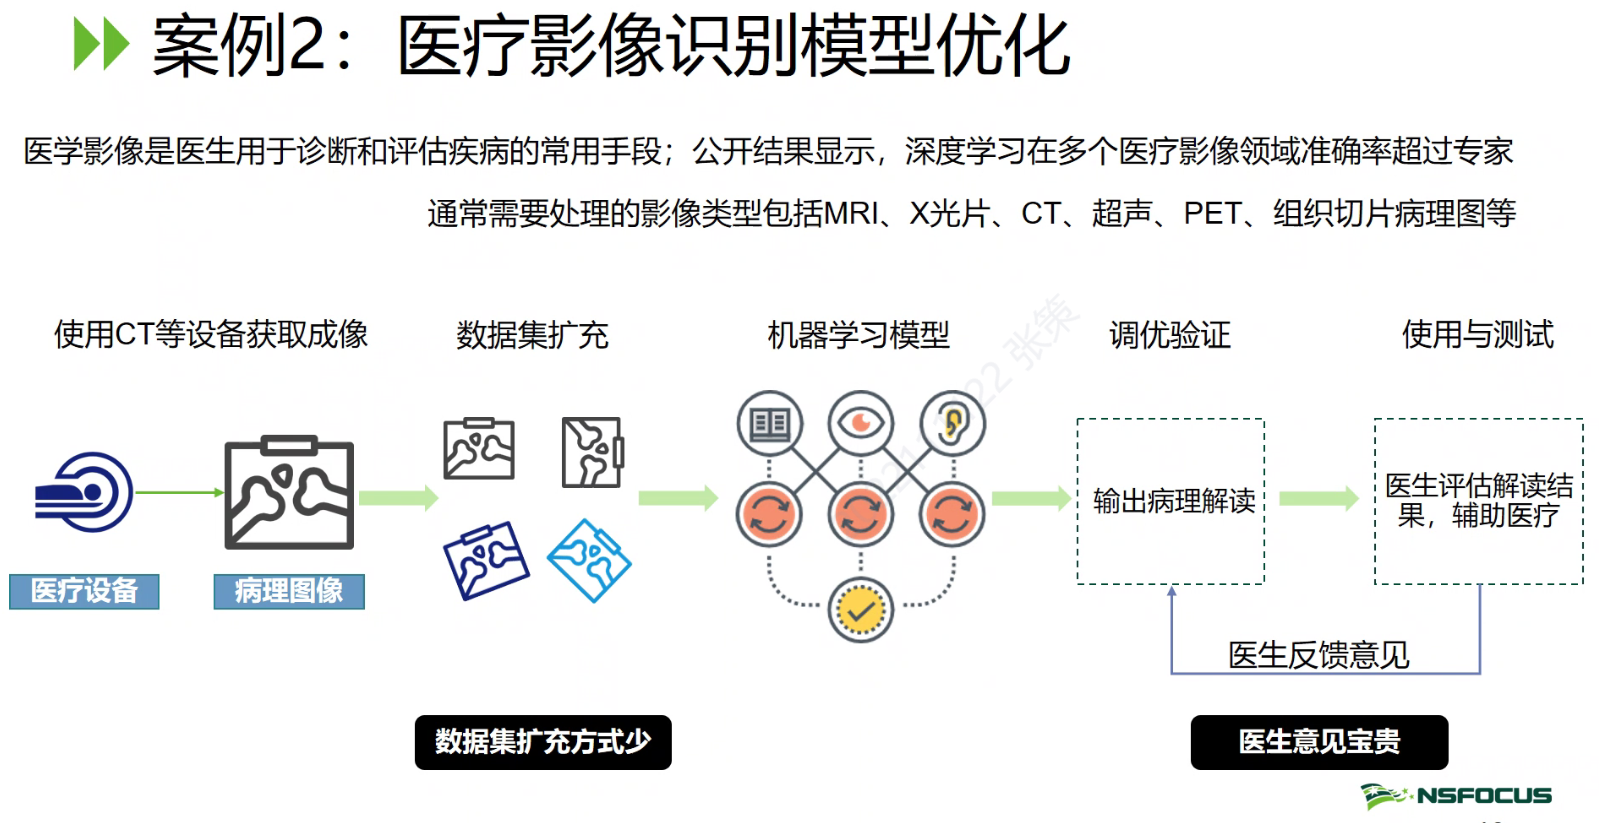 案例2：医疗影像识别模型优化
医学影像是医生用于诊断和评估疾病的常用手段；公开结果显示，深度学习在多个医疗影像领域准确率超过专家
通常需要处理的影像类型包括MRI、X光片、CT、超声、PET、组织切片病理图等
使用CT等设备获取成像
数据集扩充
机器学习模型
调优验证
使用与测试
医疗设备
病理图像
输出病理解读
医生评估解读结
果，辅助医疗
医生反馈意见
数据集扩充方式少
医生意见宝贵
NSFOCUS
张策